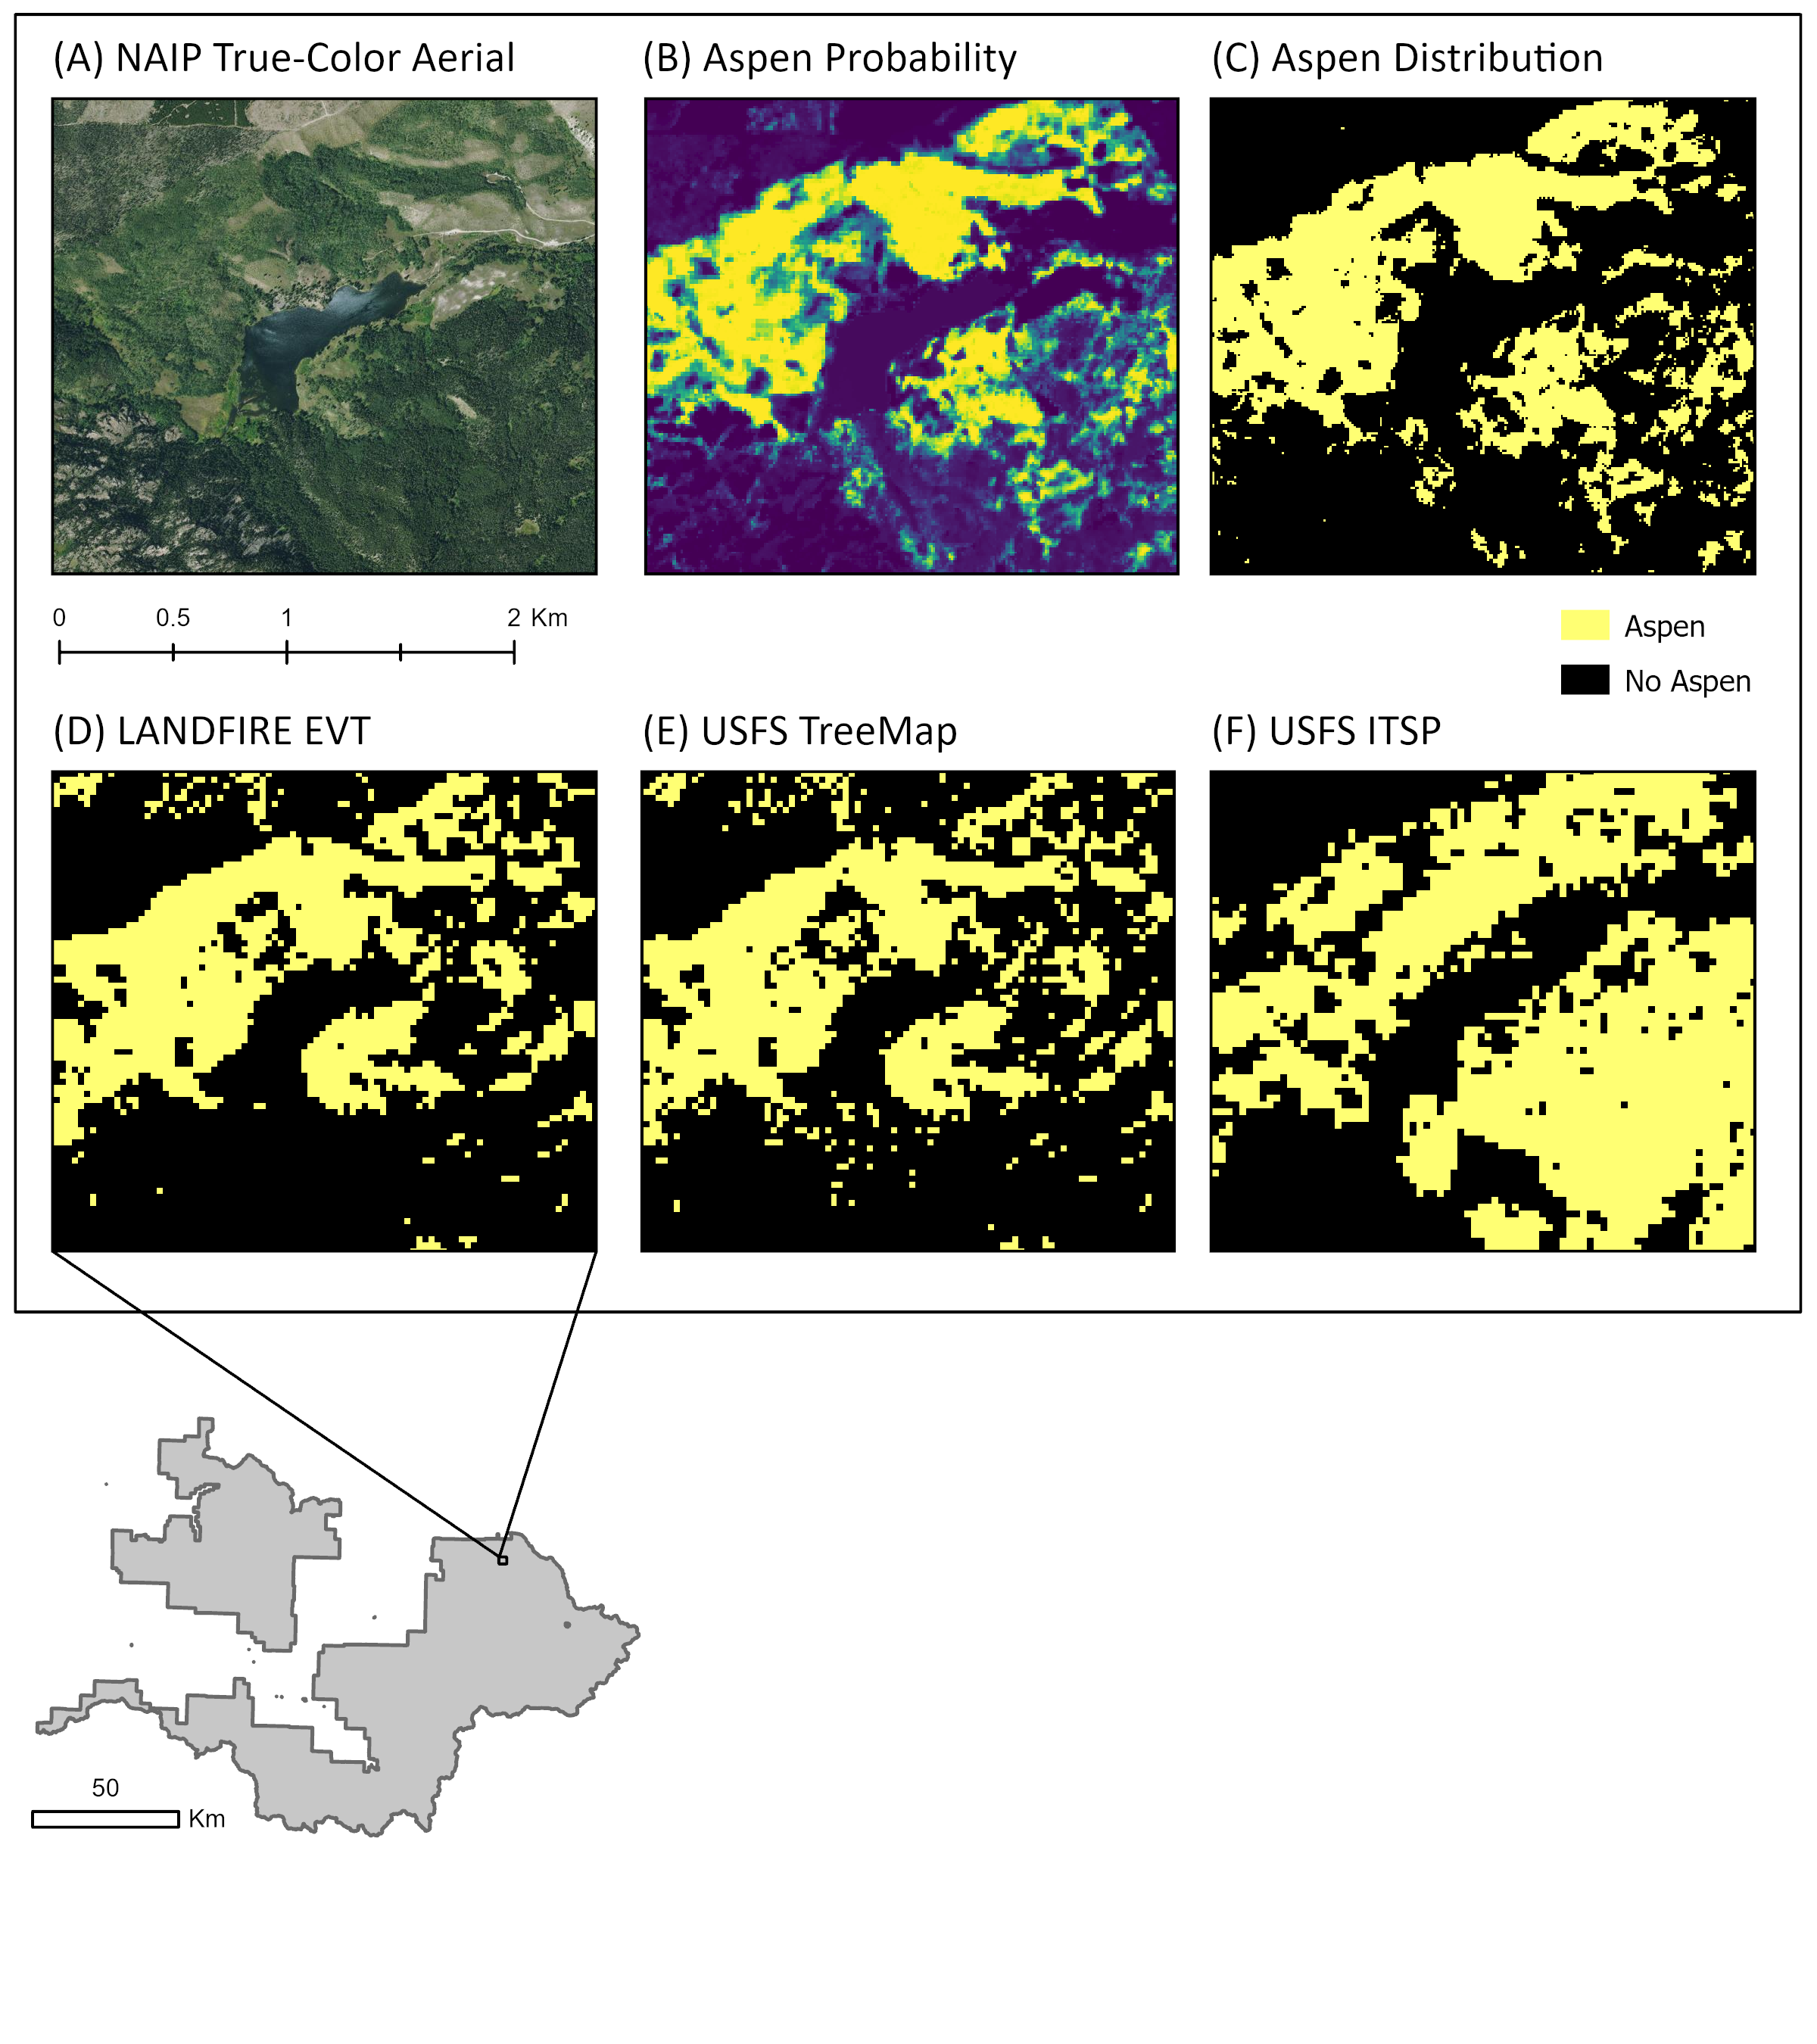 (A) NAIP True-Color Aerial
(B) Aspen Probability
(C) Aspen Distribution
0 0.5 1 2 Km
Aspen
No Aspen
(D) LANDFIRE EVT
(E) USFS TreeMap
(F) USFS ITSP
50
Km